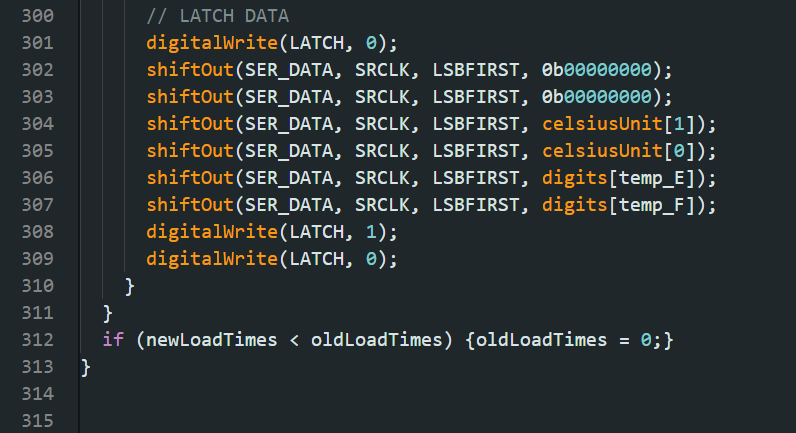 300 // LATCH DATA
301 digitalWrite(LATCH, 0);
302 shiftOut(SER_DATA, SRCLK, LSBFIRST, 0b00000000);
303 shiftOut(SER_DATA, SRCLK, LSBFIRST, 0b00000000);
304 shiftOut(SER_DATA, SRCLK, LSBFIRST, celsiusUnit[1]);
305 shiftOut(SER_DATA, SRCLK, LSBFIRST, celsiusUnit[0]);
306 shiftOut(SER_DATA, SRCLK, LSBFIRST, digits[temp_E]);
307 shiftOut(SER_DATA, SRCLK, LSBFIRST, digits[temp_F]);
308 digitalWrite(LATCH, 1);
309 digitalWrite(LATCH, 0);
310 }
311 }
312 if (newLoadTimes < oldLoadTimes) {oldLoadTimes = 0;}
313 }
314
315